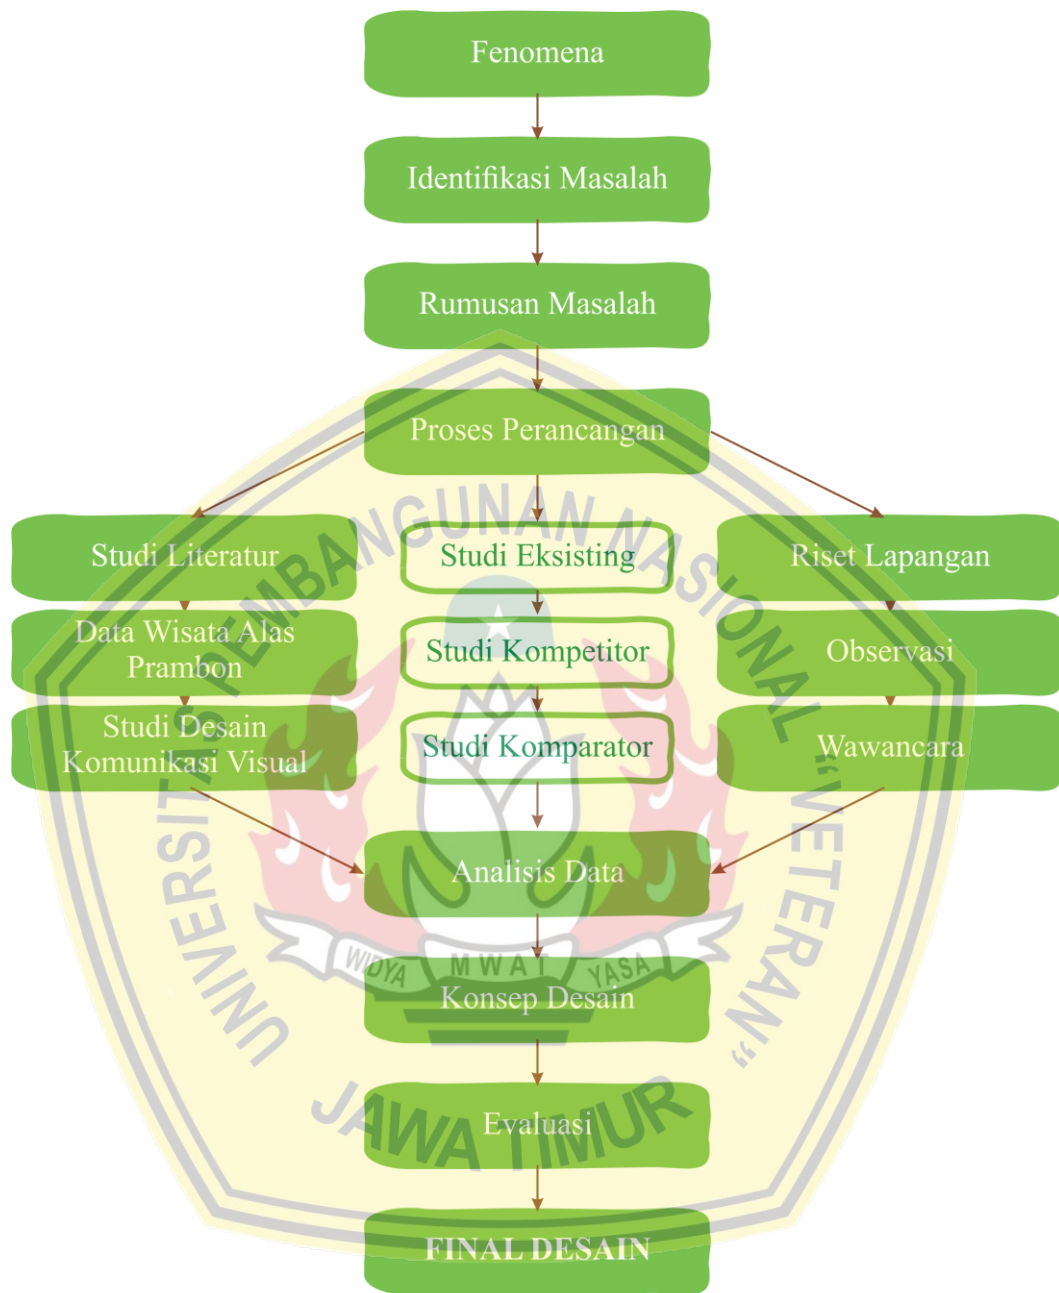 Fenomena
Identifikasi Masalah
Rumusan Masalah
Proses Perancangan
Studi Literatur
Data Wisata Alas
Prambon
Studi Desain
Komunikasi Visual
Studi Eksisting
Studi Kompetitor
Studi Komparator
Riset Lapangan
Observasi
Wawancara
Analisis Data
Konsep Desain
Evaluasi
FINAL DESAIN
UNIVERSITAS PEMBANGUNAN NASIONAL “VETERAN”
JAWA TIMUR
WIDYA MWAT YASA